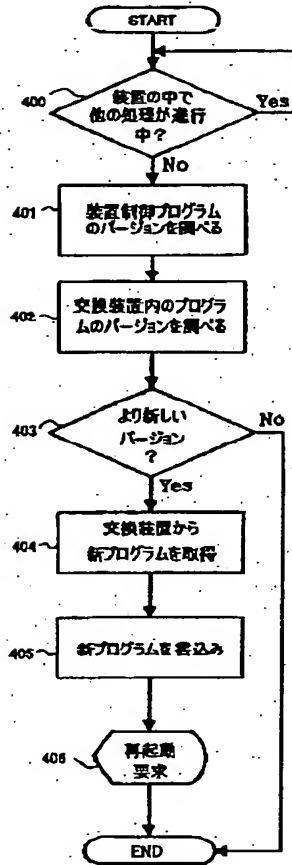 START
400
装置の中で
他の処理が進行
中?
Yes
No
401
装置制御プログラム
のバージョンを調べる
402
交換装置内のプログラ
ムのバージョンを調べる
403
より新しい
バージョン
?
No
Yes
404
交換装置から
新プログラムを取得
405
新プログラムを書込み
406
再起動
要求
END